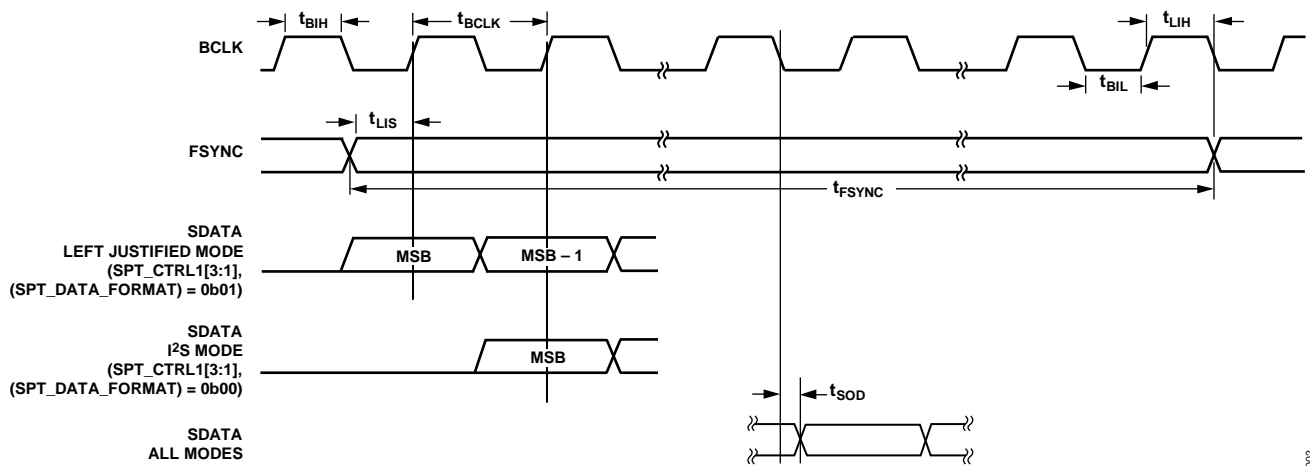 tBIH
tBCLK
tLIH
BCLK
tBIL
tLIS
FSYNC
tFSYNC
SDATA
LEFT JUSTIFIED MODE
(SPT_CTRL1[3:1],
(SPT_DATA_FORMAT) = 0b01)
MSB
MSB – 1
SDATA
I2S MODE
(SPT_CTRL1[3:1],
(SPT_DATA_FORMAT) = 0b00)
MSB
tSOD
SDATA
ALL MODES